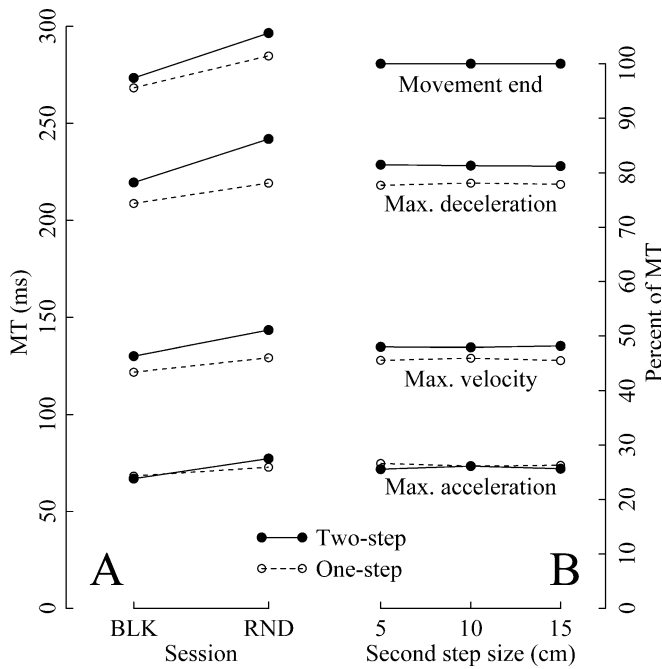 300
250
200
150
100
50
0
MT (ms)
Movement end
Max. deceleration
Max. velocity
Max. acceleration
Two-step
One-step
A
B
BLK
RND
Session
5
10
15
Second step size (cm)
100
90
80
70
60
50
40
30
20
10
0
Percent of MT